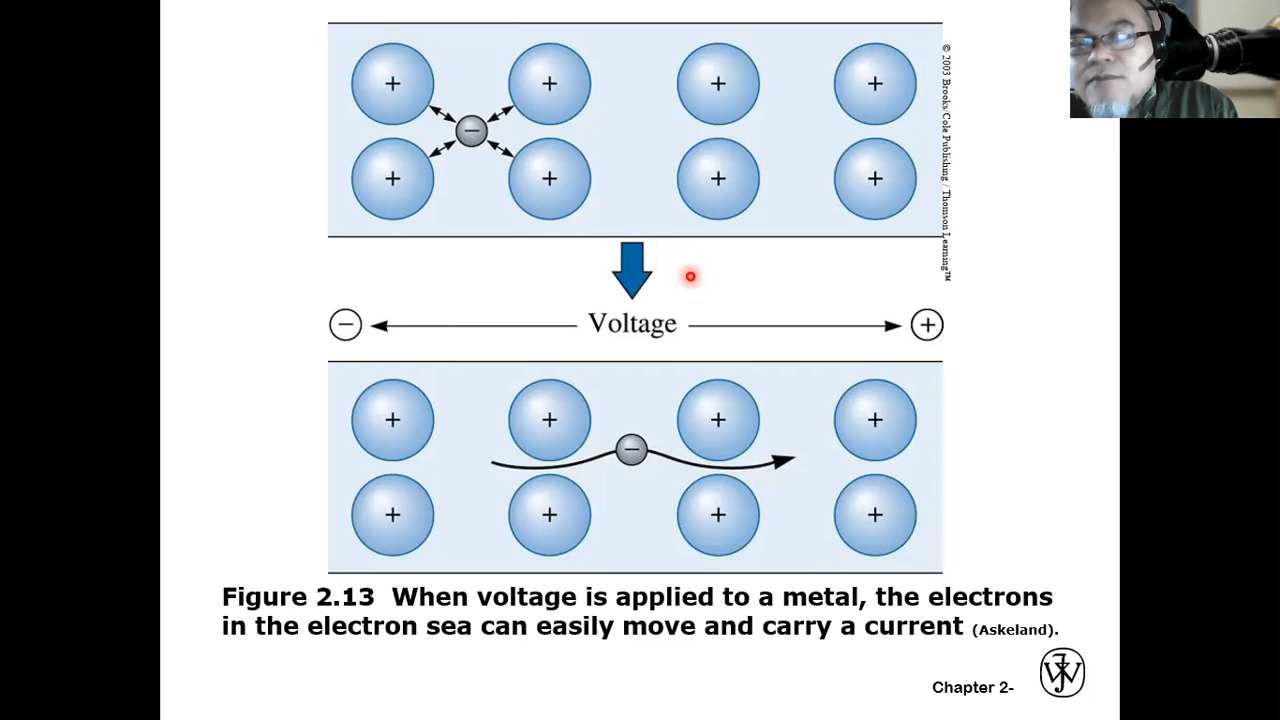 + + + +
−
+ + + +
© 2003 Brooks/Cole Publishing / Thomson Learning™
− Voltage +
+ + + +
−
+ + + +
Figure 2.13 When voltage is applied to a metal, the electrons
in the electron sea can easily move and carry a current (Askeland).
Chapter 2-